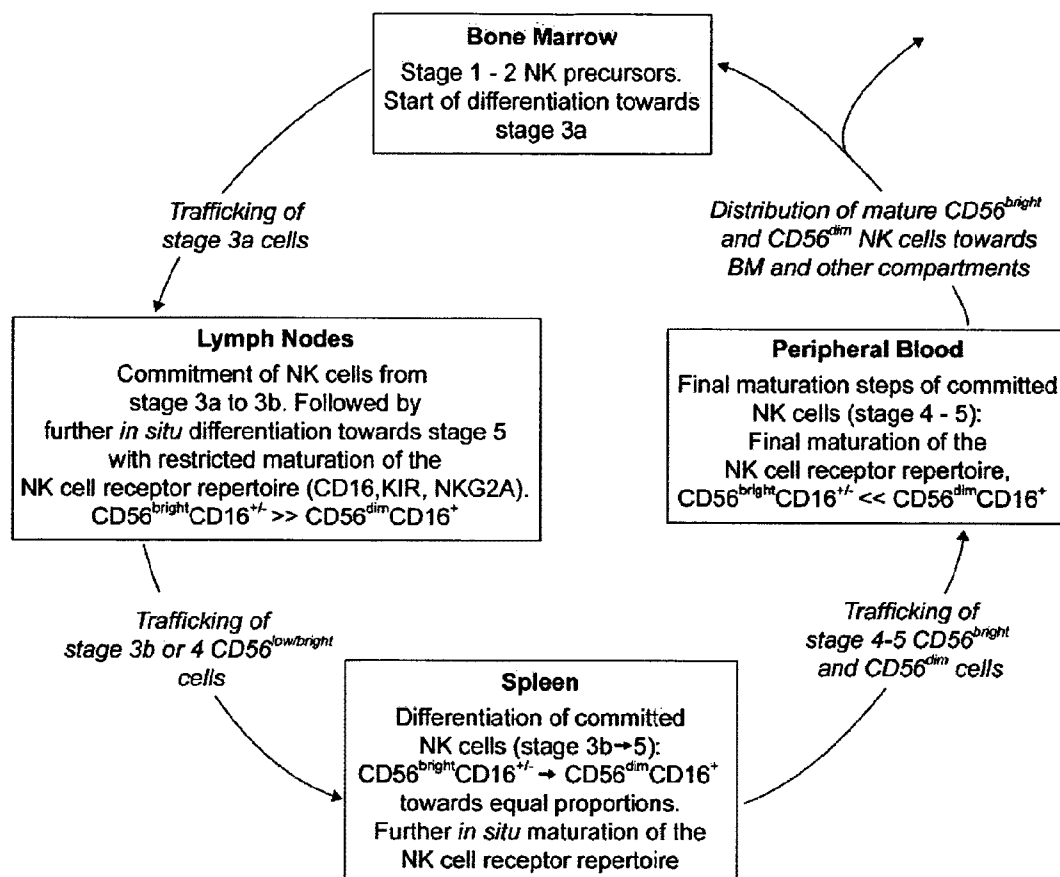 Bone Marrow
Stage 1 - 2 NK precursors.
Start of differentiation towards
stage 3a
Trafficking of
stage 3a cells
Lymph Nodes
Commitment of NK cells from
stage 3a to 3b. Followed by
further in situ differentiation towards stage 5
with restricted maturation of the
NK cell receptor repertoire (CD16,KIR, NKG2A).
CD56brightCD16+/- >> CD56dimCD16+
Trafficking of
stage 3b or 4 CD56low/bright
cells
Spleen
Differentiation of committed
NK cells (stage 3b→5):
CD56brightCD16+/- → CD56dimCD16+
towards equal proportions.
Further in situ maturation of the
NK cell receptor repertoire
Trafficking of
stage 4-5 CD56bright
and CD56dim cells
Peripheral Blood
Final maturation steps of committed
NK cells (stage 4 - 5):
Final maturation of the
NK cell receptor repertoire,
CD56brightCD16+/- << CD56dimCD16+
Distribution of mature CD56bright
and CD56dim NK cells towards
BM and other compartments